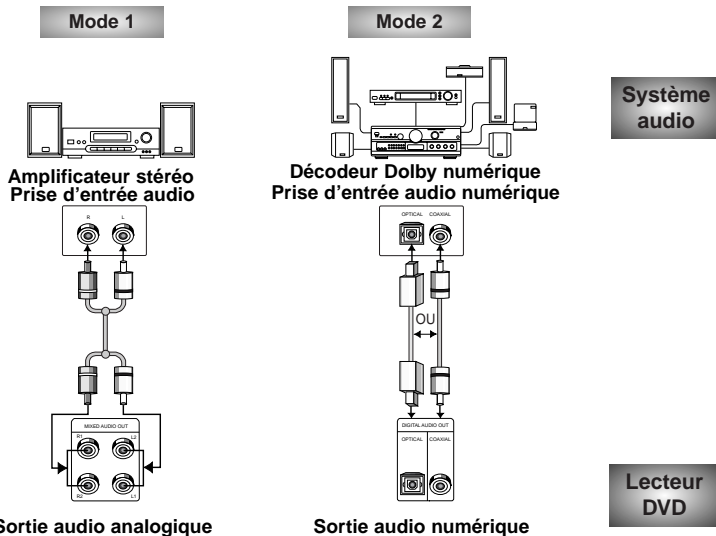 Mode 1
Mode 2
Système
audio
Amplificateur stéréo
Prise d'entrée audio
Décodeur Dolby numérique
Prise d'entrée audio numérique
R L
OPTICAL COAXIAL
OU
MIXED AUDIO OUT
R1 L2
R2 L1
DIGITAL AUDIO OUT
OPTICAL COAXIAL
Lecteur
DVD
Sortie audio analogique
Sortie audio numérique